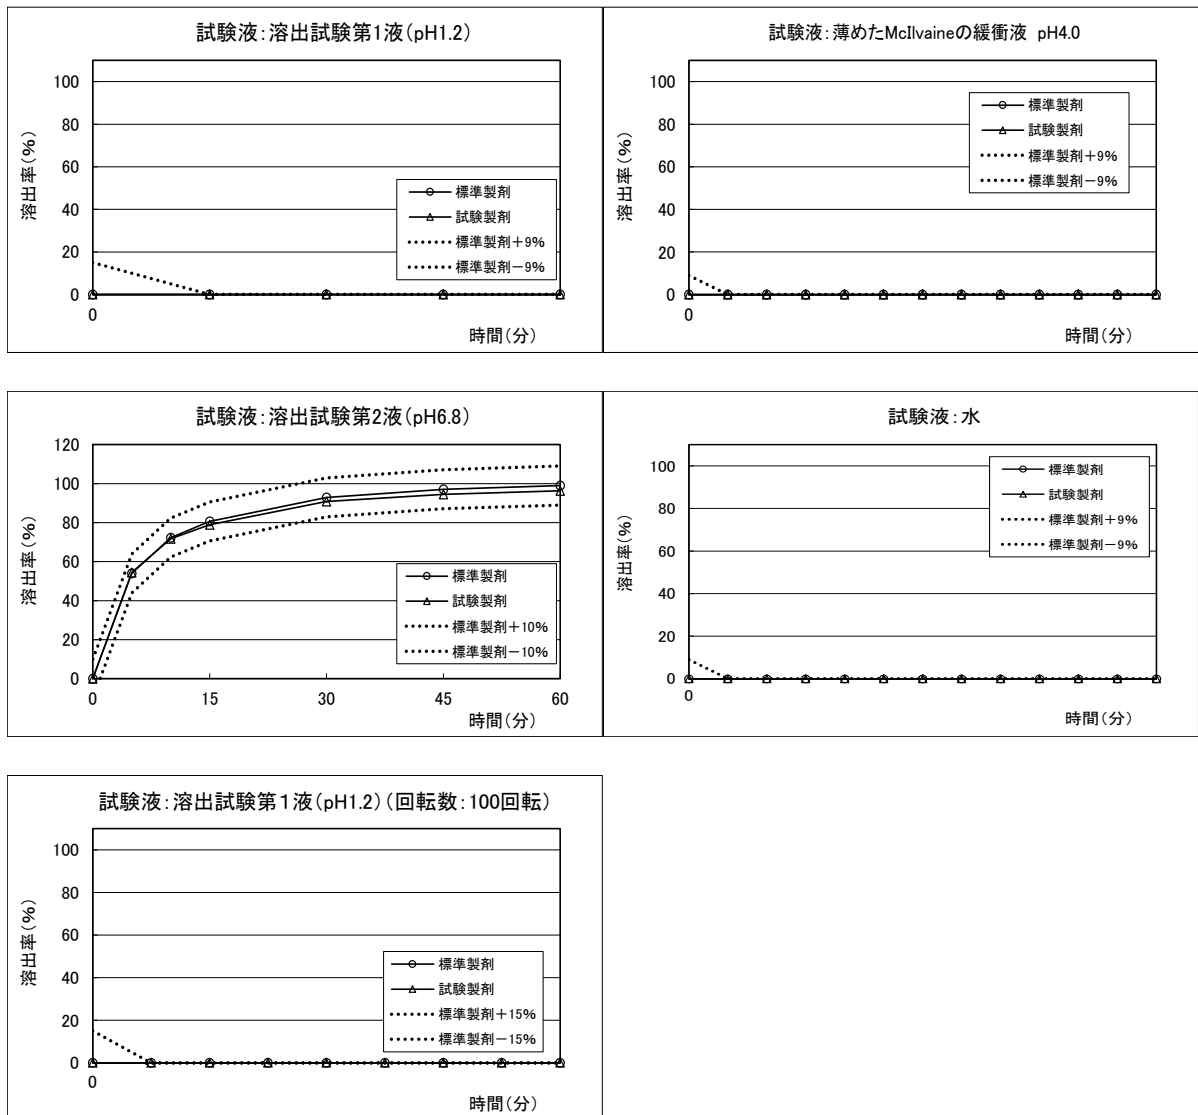 試験液:溶出試験第1液(pH1.2)
溶出率(%)
100
80
60
40
20
0
0
時間(分)
標準製剤
試験製剤
標準製剤+9%
標準製剤-9%
試験液:薄めたMcIlvaineの緩衝液 pH4.0
溶出率(%)
100
80
60
40
20
0
0
時間(分)
標準製剤
試験製剤
標準製剤+9%
標準製剤-9%
試験液:溶出試験第2液(pH6.8)
溶出率(%)
120
100
80
60
40
20
0
0 15 30 45 60
時間(分)
標準製剤
試験製剤
標準製剤+10%
標準製剤-10%
試験液:水
溶出率(%)
100
80
60
40
20
0
0
時間(分)
標準製剤
試験製剤
標準製剤+9%
標準製剤-9%
試験液:溶出試験第1液(pH1.2)(回転数:100回転)
溶出率(%)
100
80
60
40
20
0
0
時間(分)
標準製剤
試験製剤
標準製剤+15%
標準製剤-15%